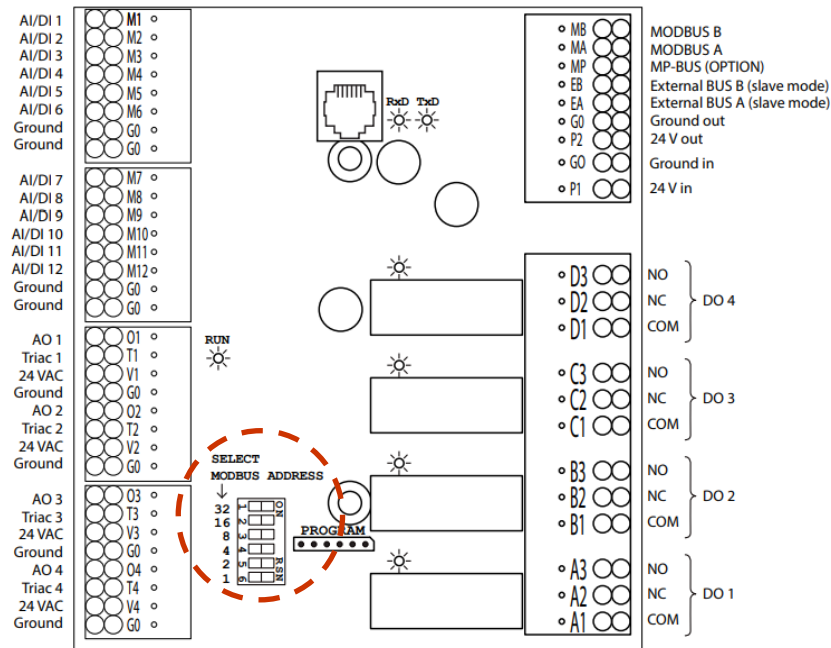 AI/DI 1 M1
AI/DI 2 M2
AI/DI 3 M3
AI/DI 4 M4
AI/DI 5 M5
AI/DI 6 M6
Ground G0
Ground G0
AI/DI 7 M7
AI/DI 8 M8
AI/DI 9 M9
AI/DI 10 M10
AI/DI 11 M11
AI/DI 12 M12
Ground G0
Ground G0
AO 1 O1
Triac 1 T1
24 VAC V1
Ground G0
AO 2 O2
Triac 2 T2
24 VAC V2
Ground G0
AO 3 O3
Triac 3 T3
24 VAC V3
Ground G0
AO 4 O4
Triac 4 T4
24 VAC V4
Ground G0
RxD TxD
RUN
SELECT
MODBUS ADDRESS
32 1 ON
16 2
8 3
4 4
2 5 RSN
1 6
PROGRAM
MB MODBUS B
MA MODBUS A
MP MP-BUS (OPTION)
EB External BUS B (slave mode)
EA External BUS A (slave mode)
G0 Ground out
P2 24 V out
GO Ground in
P1 24 V in
D3 NO
D2 NC DO 4
D1 COM
C3 NO
C2 NC DO 3
C1 COM
B3 NO
B2 NC DO 2
B1 COM
A3 NO
A2 NC DO 1
A1 COM